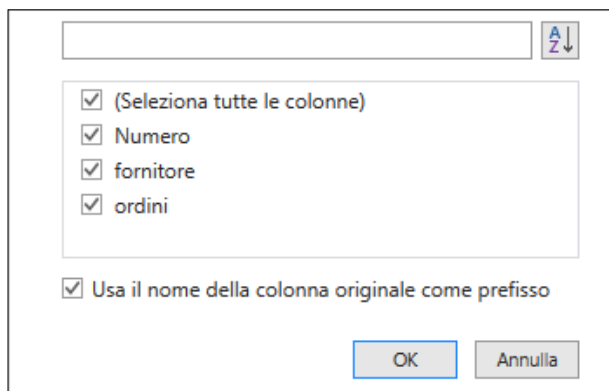 A
Z
(Seleziona tutte le colonne)
Numero
fornitore
ordini
Usa il nome della colonna originale come prefisso
OK
Annulla